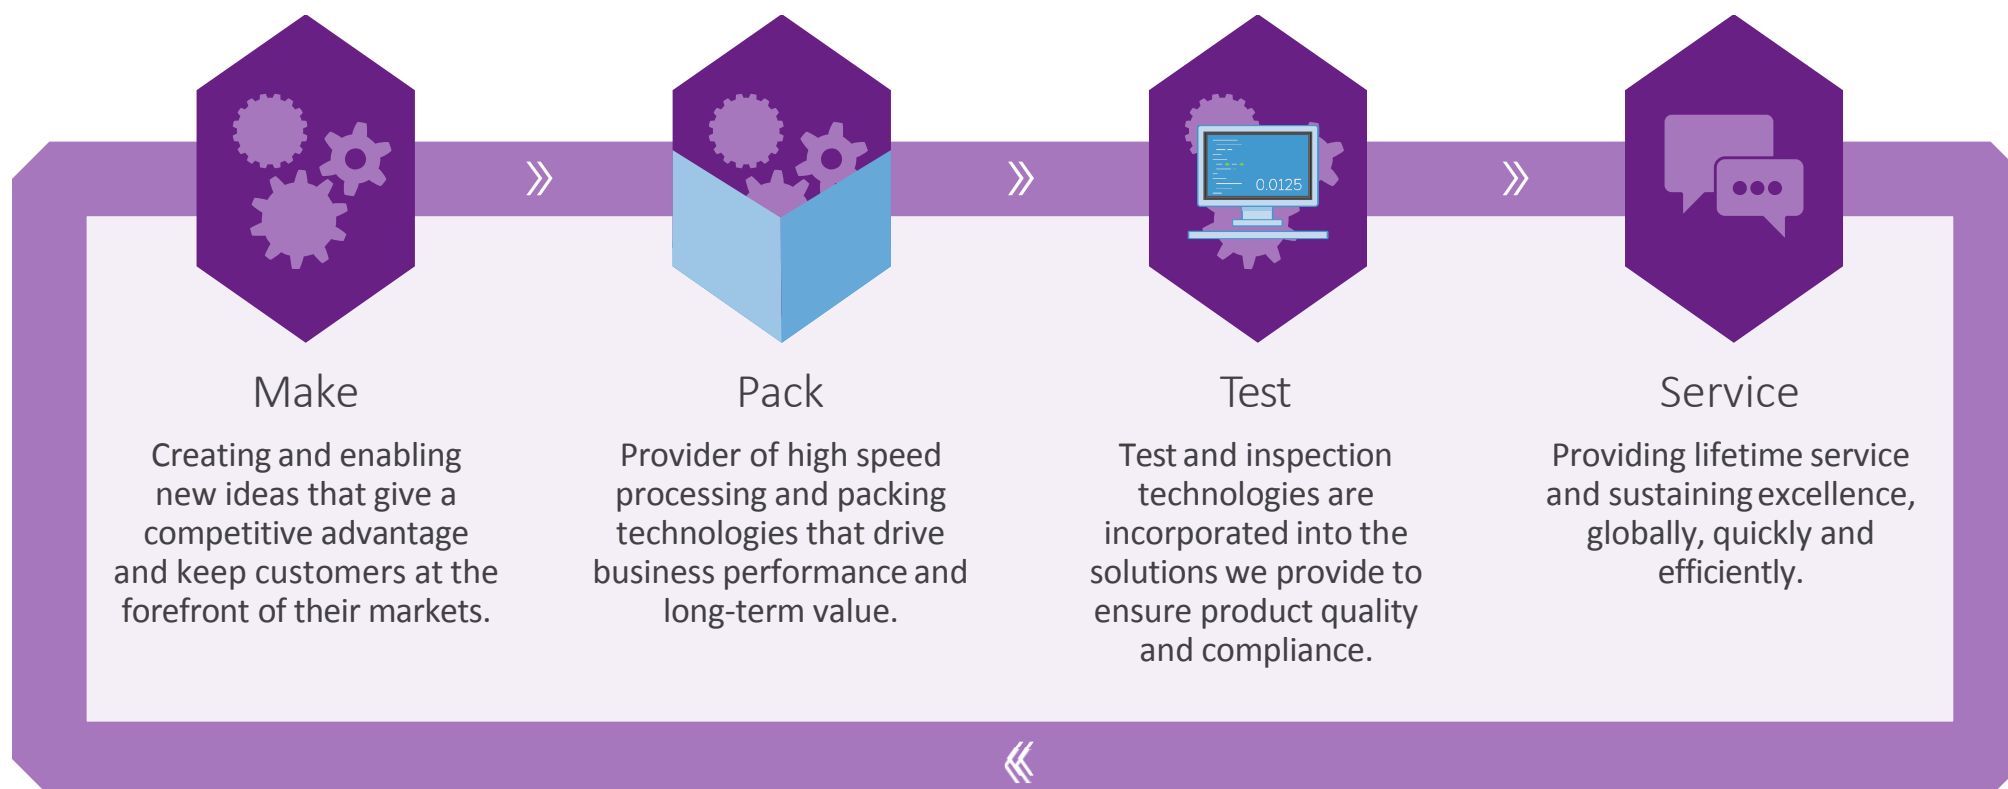 0.0125
Make
Creating and enabling
new ideas that give a
competitive advantage
and keep customers at the
forefront of their markets.
Pack
Provider of high speed
processing and packing
technologies that drive
business performance and
long-term value.
Test
Test and inspection
technologies are
incorporated into the
solutions we provide to
ensure product quality
and compliance.
Service
Providing lifetime service
and sustaining excellence,
globally, quickly and
efficiently.